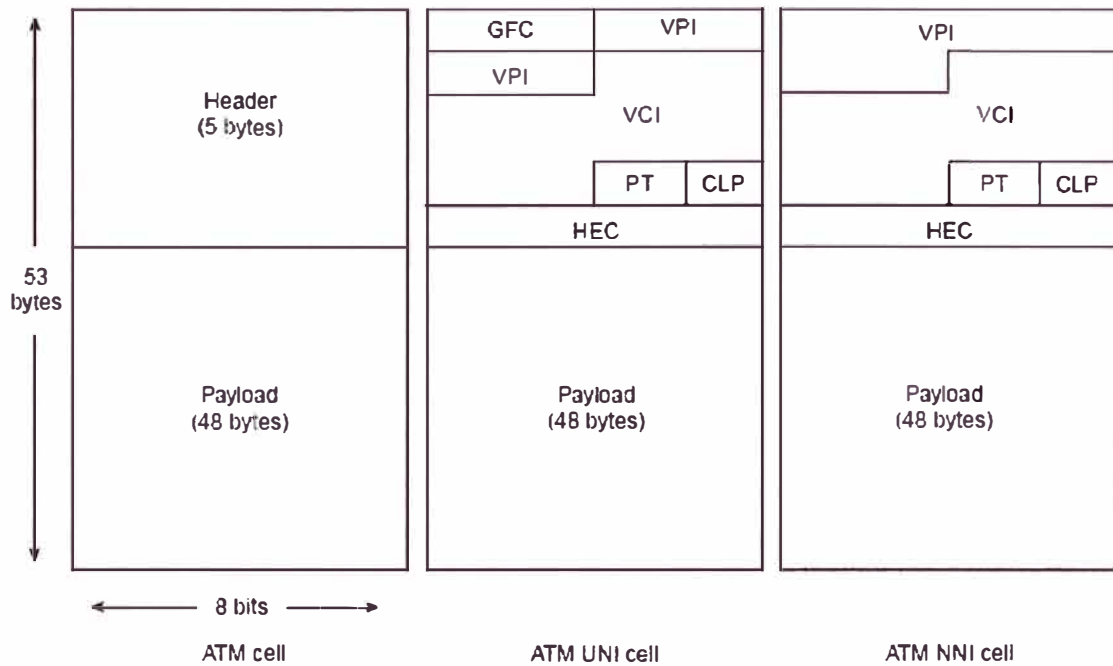 GFC VPI
VPI
VCI
PT CLP
HEC
Payload
(48 bytes)
VPI
VCI
PT CLP
HEC
Payload
(48 bytes)
Header
(5 bytes)
53
bytes
Payload
(48 bytes)
8 bits
ATM cell
ATM UNI cell
ATM NNI cell